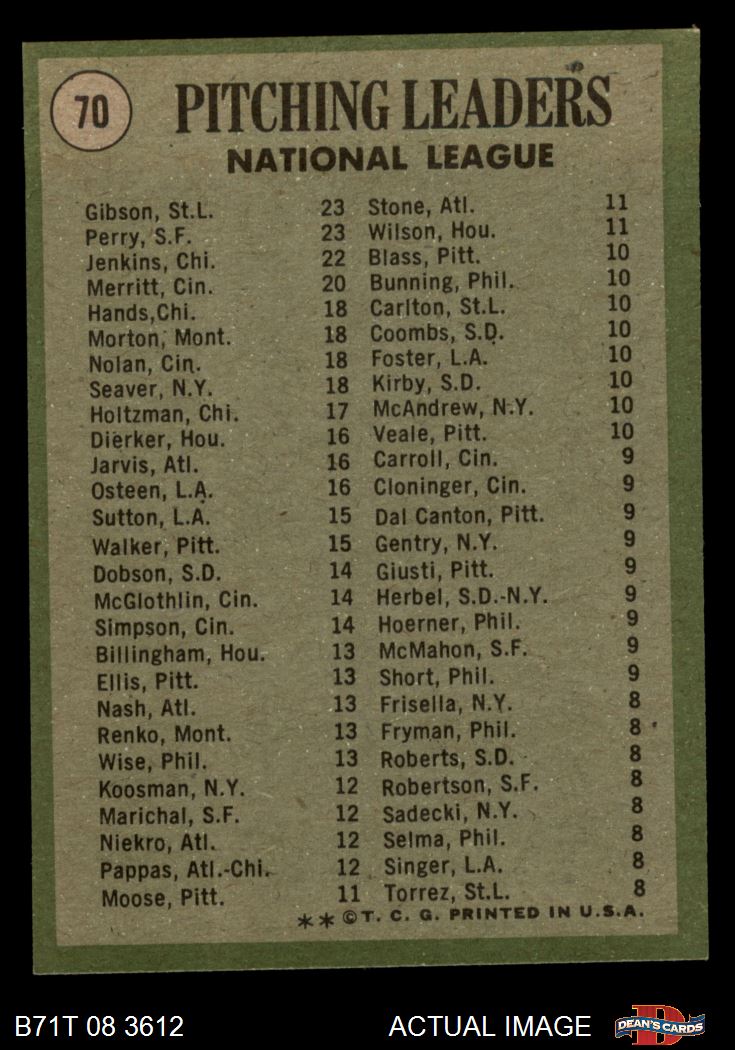 70
PITCHING LEADERS
NATIONAL LEAGUE
Gibson, St.L. 23
Perry, S.F. 23
Jenkins, Chi. 22
Merritt, Cin. 20
Hands,Chi. 18
Morton, Mont. 18
Nolan, Cin. 18
Seaver, N.Y. 18
Holtzman, Chi. 17
Dierker, Hou. 16
Jarvis, Atl. 16
Osteen, L.A. 16
Sutton, L.A. 15
Walker, Pitt. 15
Dobson, S.D. 14
McGlothlin, Cin. 14
Simpson, Cin. 14
Billingham, Hou. 13
Ellis, Pitt. 13
Nash, Atl. 13
Renko, Mont. 13
Wise, Phil. 13
Koosman, N.Y. 12
Marichal, S.F. 12
Niekro, Atl. 12
Pappas, Atl.-Chi. 12
Moose, Pitt. 11
Stone, Atl. 11
Wilson, Hou. 11
Blass, Pitt. 10
Bunning, Phil. 10
Carlton, St.L. 10
Coombs, S.D. 10
Foster, L.A. 10
Kirby, S.D. 10
McAndrew, N.Y. 10
Veale, Pitt. 10
Carroll, Cin. 9
Cloninger, Cin. 9
Dal Canton, Pitt. 9
Gentry, N.Y. 9
Giusti, Pitt. 9
Herbel, S.D.-N.Y. 9
Hoerner, Phil. 9
McMahon, S.F. 9
Short, Phil. 9
Frisella, N.Y. 8
Fryman, Phil. 8
Roberts, S.D. 8
Robertson, S.F. 8
Sadecki, N.Y. 8
Selma, Phil. 8
Singer, L.A. 8
Torrez, St.L. 8
**©T. C. G. PRINTED IN U.S.A.
B71T 08 3612 ACTUAL IMAGE
D
DEAN'S CARDS